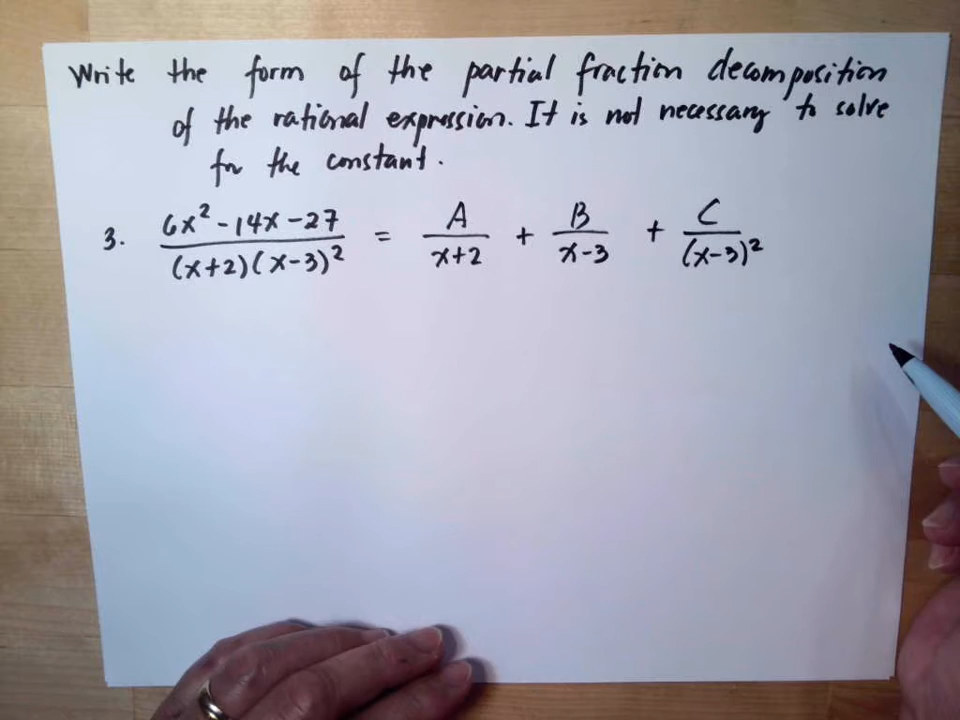 Write the form of the partial fraction decomposition
of the rational expression. It is not necessary to solve
for the constant.
3. (6x² - 14x - 27)/((x+2)(x-3)²) = A/(x+2) + B/(x-3) + C/(x-3)²